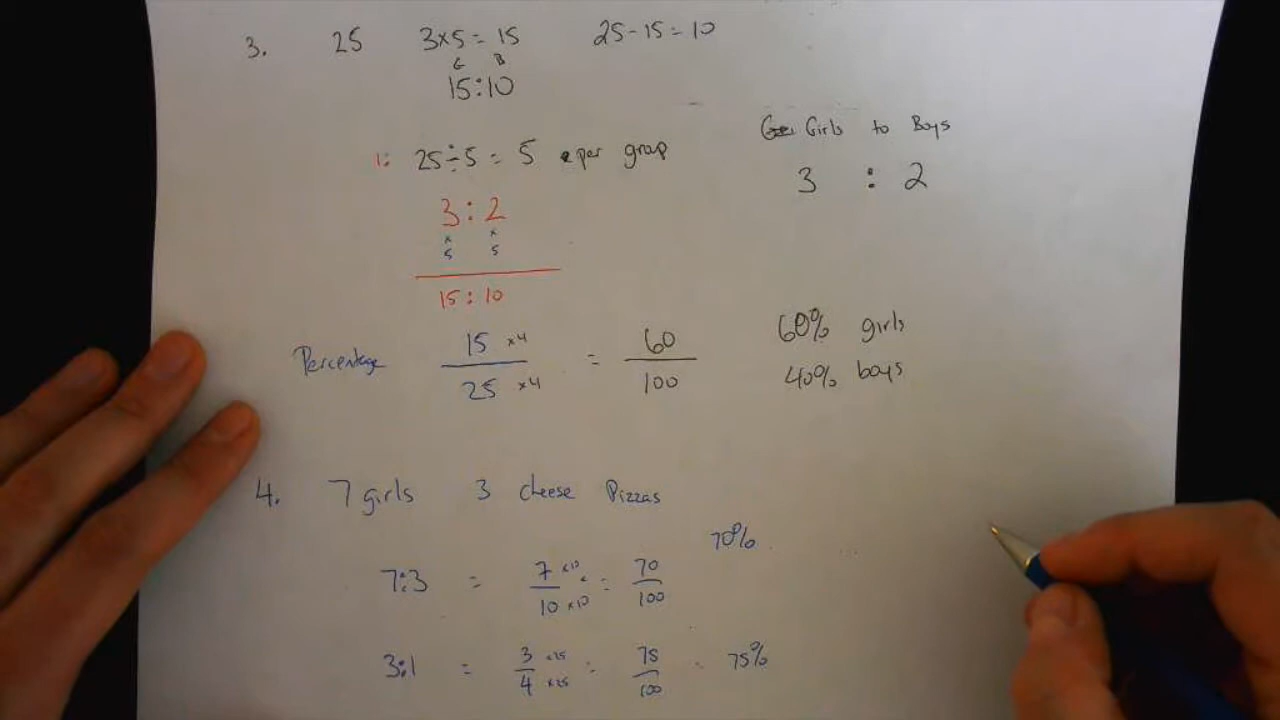 3. 25 3x5=15 25-15=10
G B
15:10
Girls to Boys
3 : 2
1: 25÷5 = 5 per group
3:2
x x
5 5
15:10
Percentage 15 x4 / 25 x4 = 60 / 100
60% girls
40% boys
4. 7 girls 3 cheese Pizzas
7:3 = 7 x10 / 10 x10 = 70 / 100 70%
3:1 = 3 x25 / 4 x25 = 75 / 100 75%